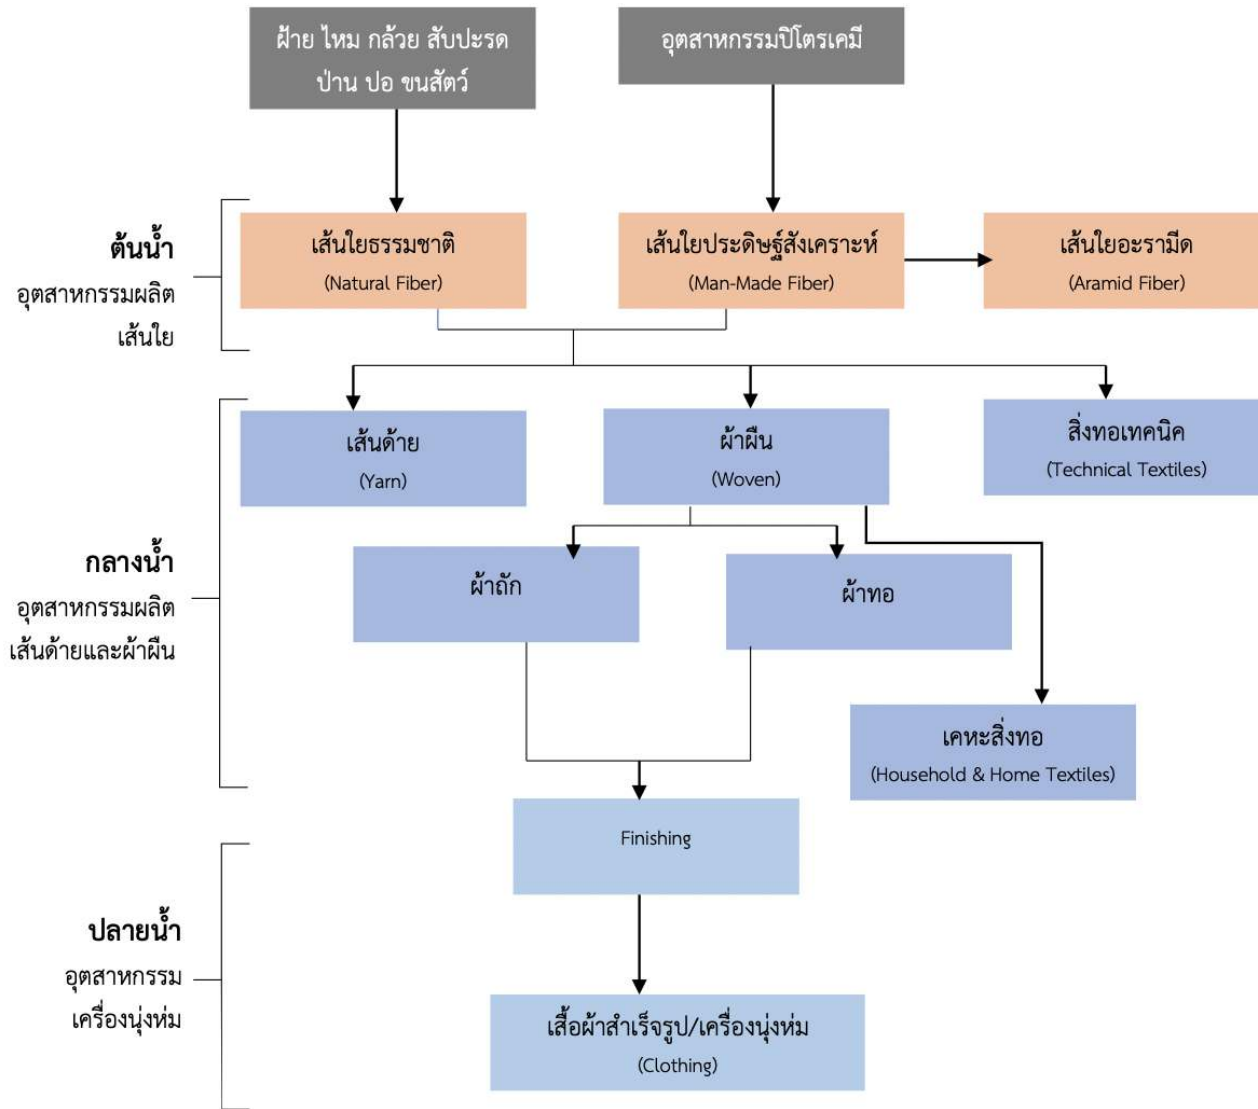 ฝ้าย ไหม กล้วย สับปะรด
ป่าน ปอ ขนสัตว์
อุตสาหกรรมปิโตรเคมี
ต้นน้ำ
อุตสาหกรรมผลิต
เส้นใย
เส้นใยธรรมชาติ
(Natural Fiber)
เส้นใยประดิษฐ์สังเคราะห์
(Man-Made Fiber)
เส้นใยอะรามีด
(Aramid Fiber)
กลางน้ำ
อุตสาหกรรมผลิต
เส้นด้ายและผ้าผืน
เส้นด้าย
(Yarn)
ผ้าผืน
(Woven)
สิ่งทอเทคนิค
(Technical Textiles)
ผ้าถัก
ผ้าทอ
เคหะสิ่งทอ
(Household & Home Textiles)
ปลายน้ำ
อุตสาหกรรม
เครื่องนุ่งห่ม
Finishing
เสื้อผ้าสำเร็จรูป/เครื่องนุ่งห่ม
(Clothing)